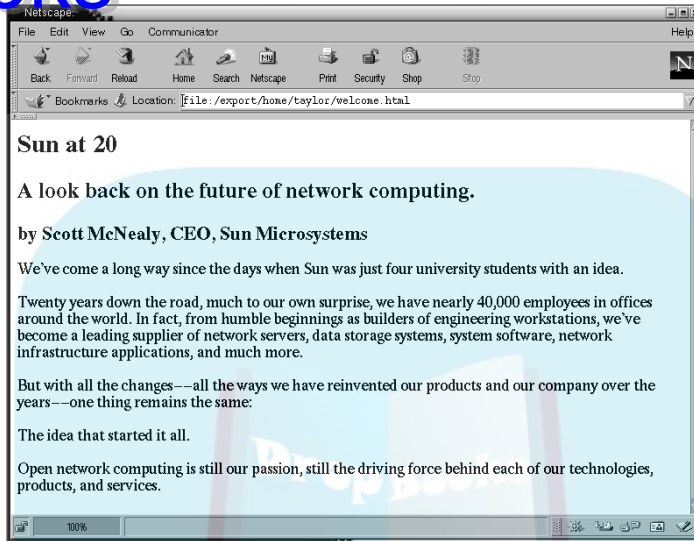 Netscape:
File Edit View Go Communicator Help
Back Forward Reload Home Search Netscape Print Security Shop Stop
N
Bookmarks Location: file:/export/home/taylor/welcome.html
Sun at 20
A look back on the future of network computing.
by Scott McNealy, CEO, Sun Microsystems
We've come a long way since the days when Sun was just four university students with an idea.
Twenty years down the road, much to our own surprise, we have nearly 40,000 employees in offices
around the world. In fact, from humble beginnings as builders of engineering workstations, we've
become a leading supplier of network servers, data storage systems, system software, network
infrastructure applications, and much more.
But with all the changes--all the ways we have reinvented our products and our company over the
years--one thing remains the same:
The idea that started it all.
Open network computing is still our passion, still the driving force behind each of our technologies,
products, and services.
DropBooks
100%